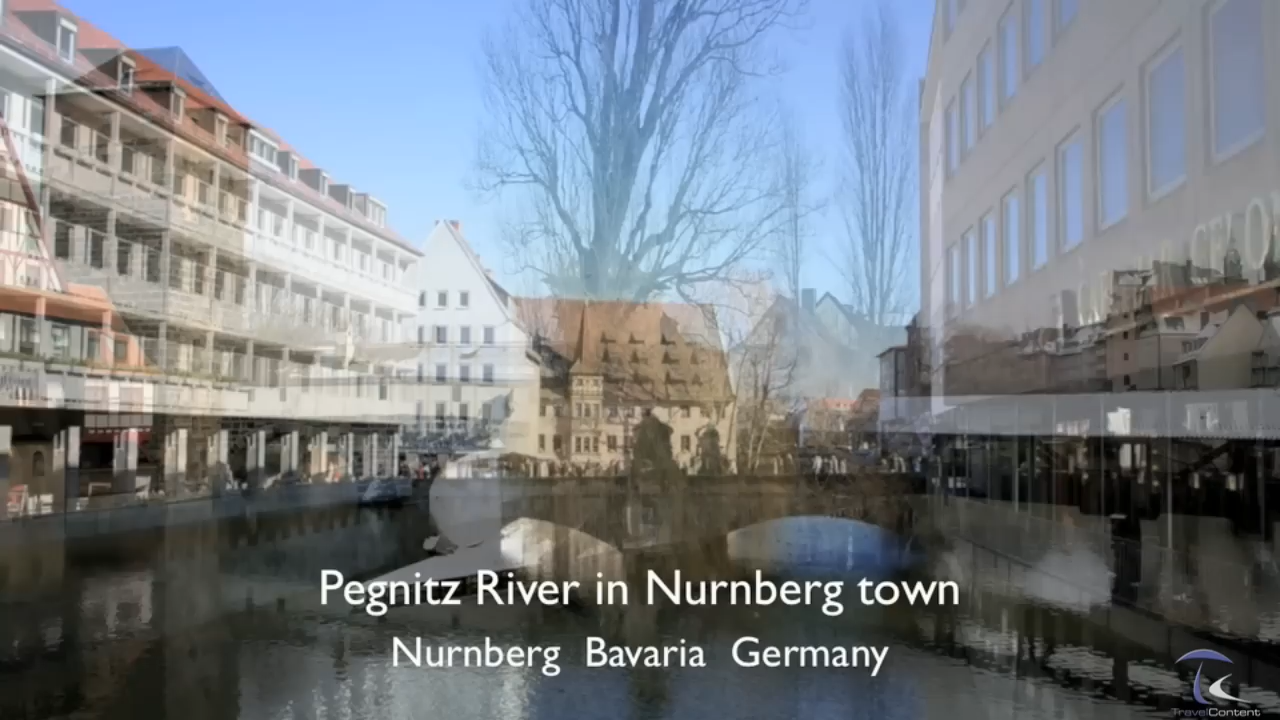 Pegnitz River in Nurnberg town
Nurnberg Bavaria Germany
TravelContent